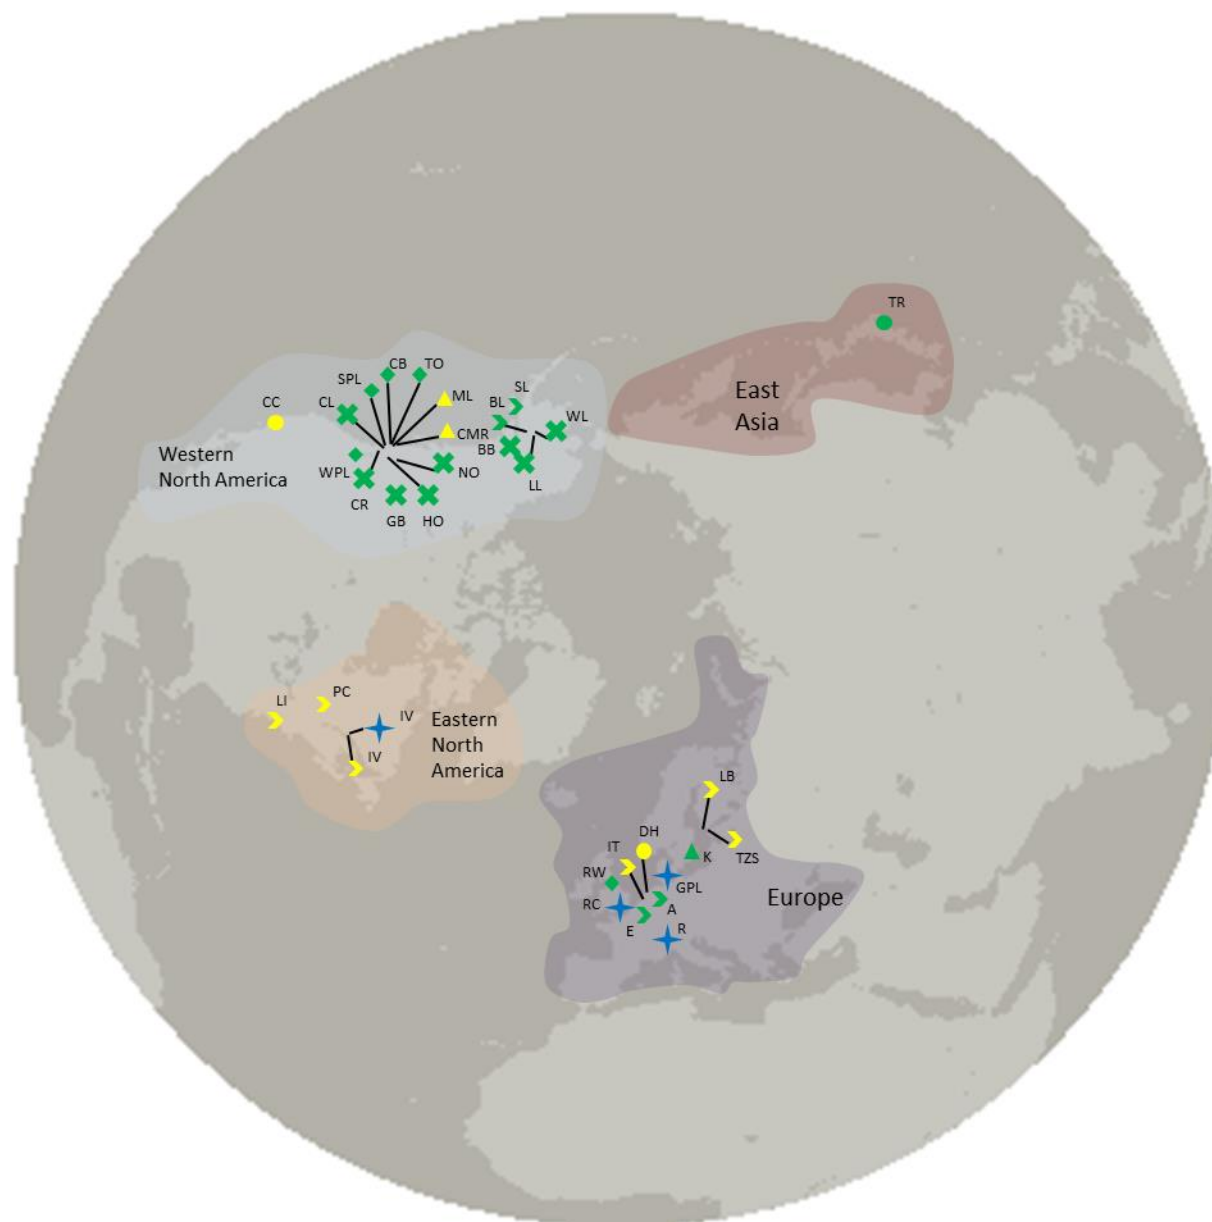 TR
East
Asia
CB
TO
SPL
ML
SL
CC
CL
BL
WL
CMR
BB
Western
North America
WPL
NO
LL
CR
GB
HO
LI
PC
IV
Eastern
North
America
IV
LB
DH
IT
K
TZS
RW
GPL
Europe
RC
A
E
R